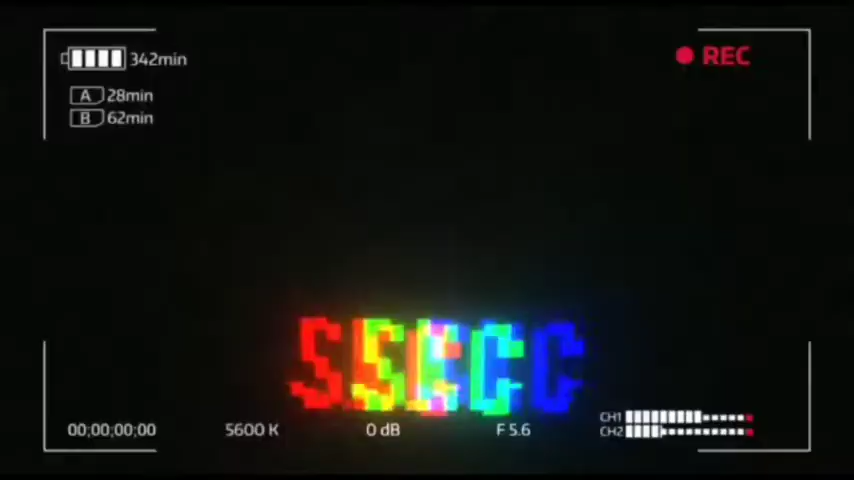 342min
REC
A 28min
B 62min
00;00;00;00 5600 K 0 dB F 5.6
CH1
CH2